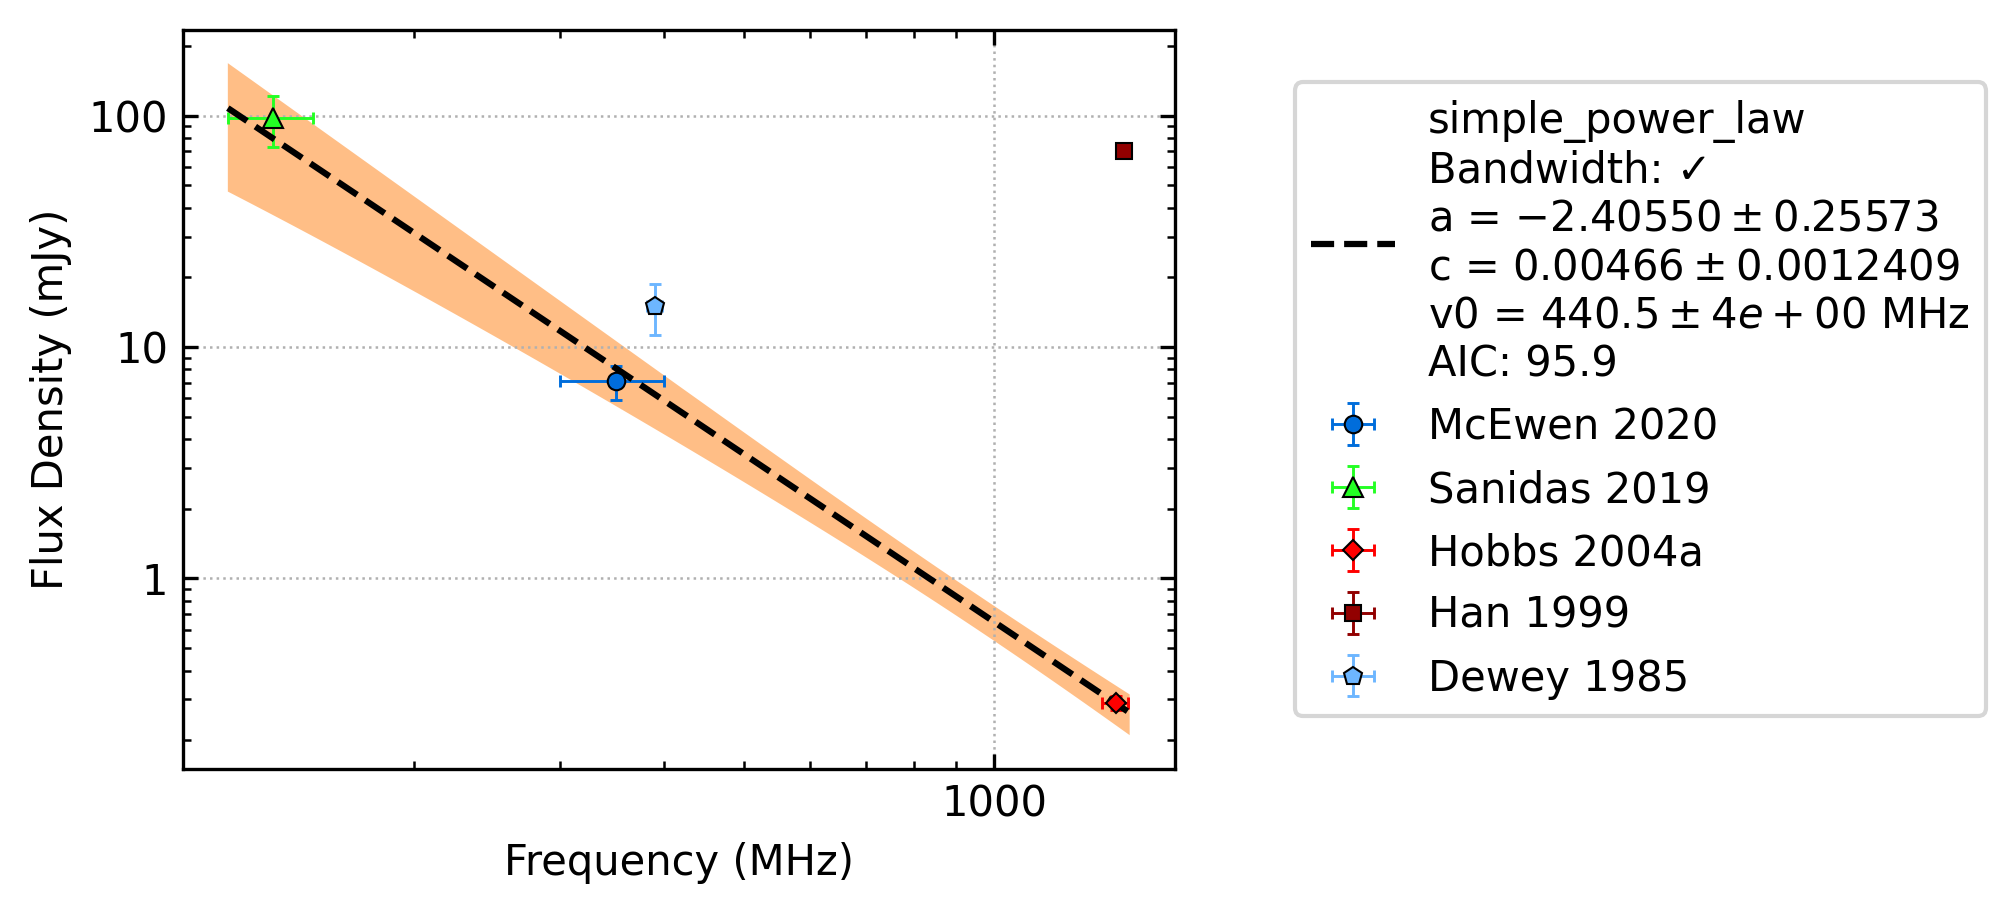 100
10
1
Flux Density (mJy)
1000
Frequency (MHz)
simple_power_law
Bandwidth: ✓
a = −2.40550 ± 0.25573
c = 0.00466 ± 0.0012409
v0 = 440.5 ± 4e + 00 MHz
AIC: 95.9
McEwen 2020
Sanidas 2019
Hobbs 2004a
Han 1999
Dewey 1985